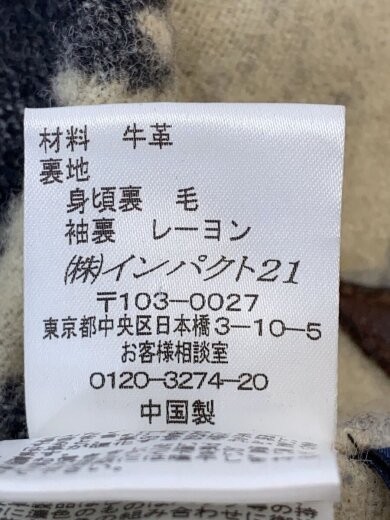 材料 牛革
裏地
身頃裏 毛
袖裏 レーヨン
㈱インパクト21
〒103-0027
東京都中央区日本橋3-10-5
お客様相談室
0120-3274-20
中国製